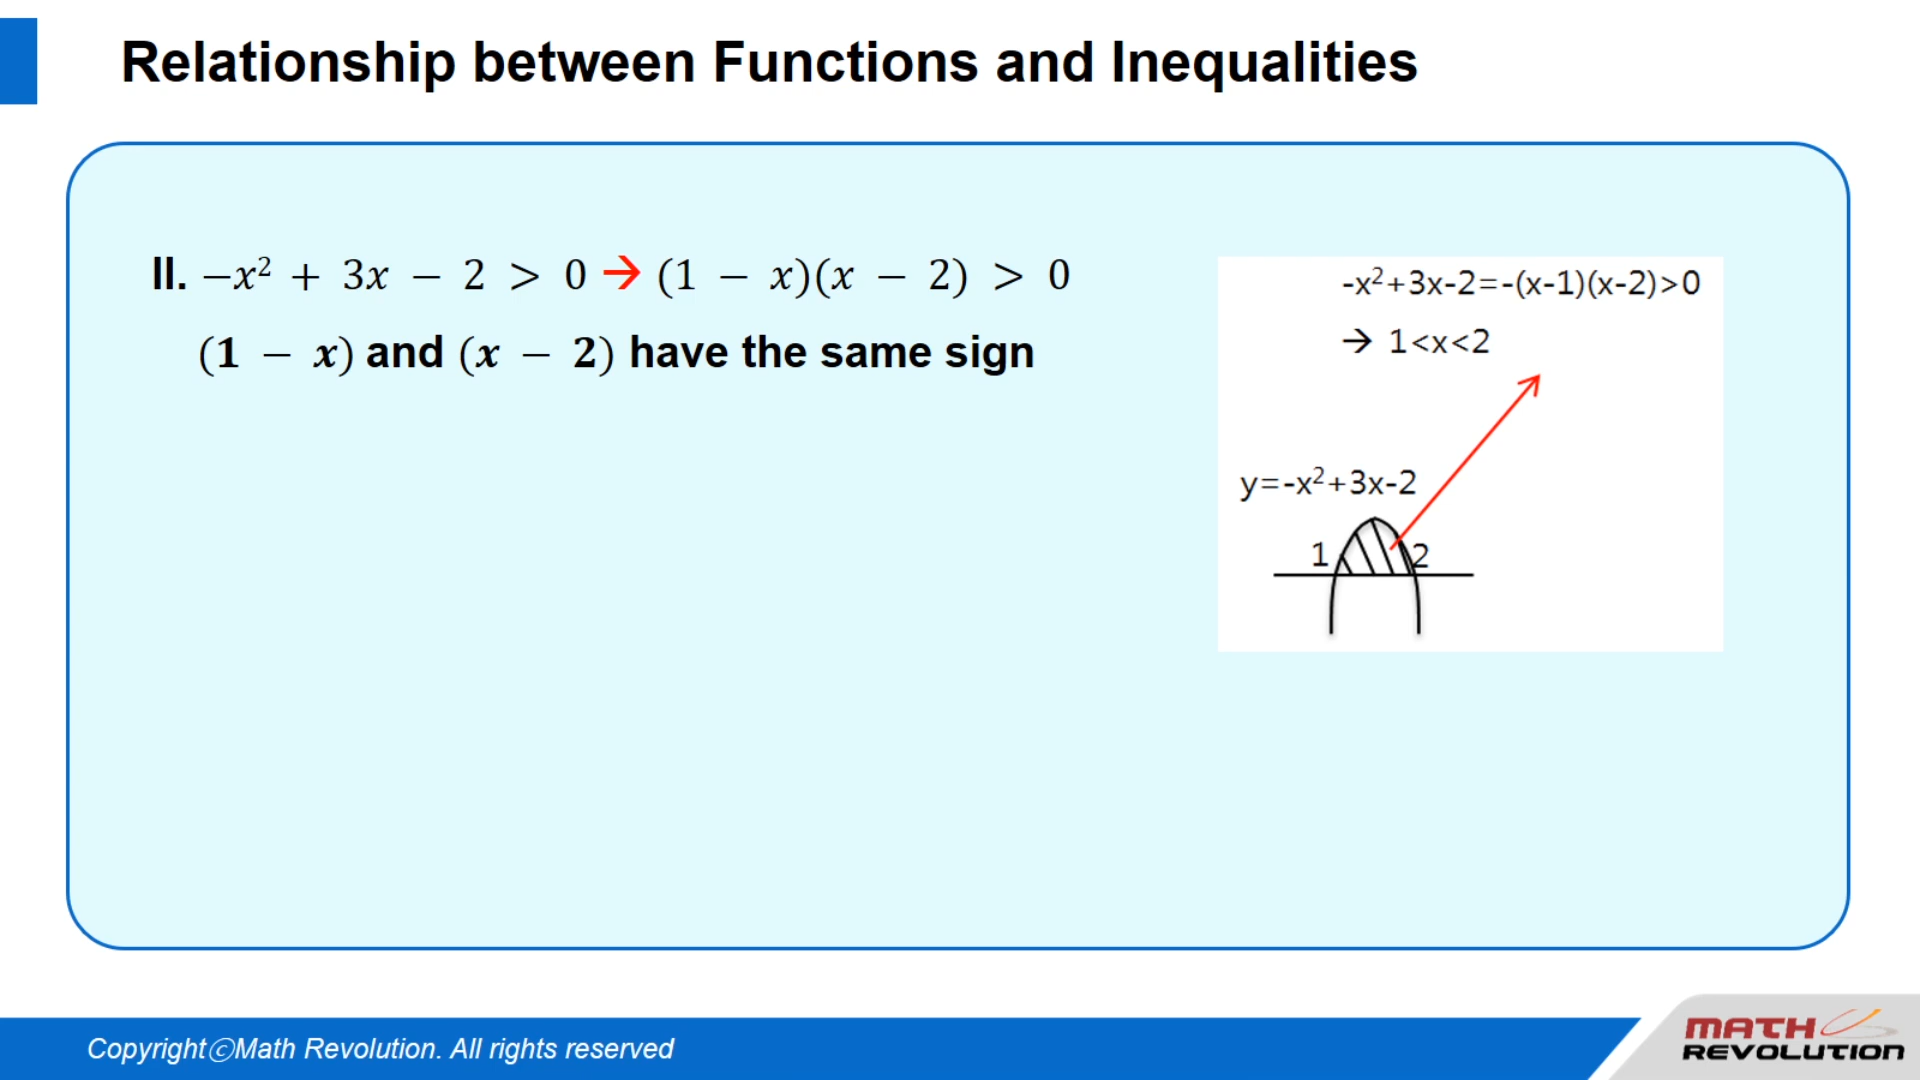 Relationship between Functions and Inequalities
II. −x² + 3x − 2 > 0 → (1 − x)(x − 2) > 0
(1 − x) and (x − 2) have the same sign
-x²+3x-2=-(x-1)(x-2)>0
→ 1<x<2
y=-x²+3x-2
1
2
CopyrightⓒMath Revolution. All rights reserved
MATH
REVOLUTION